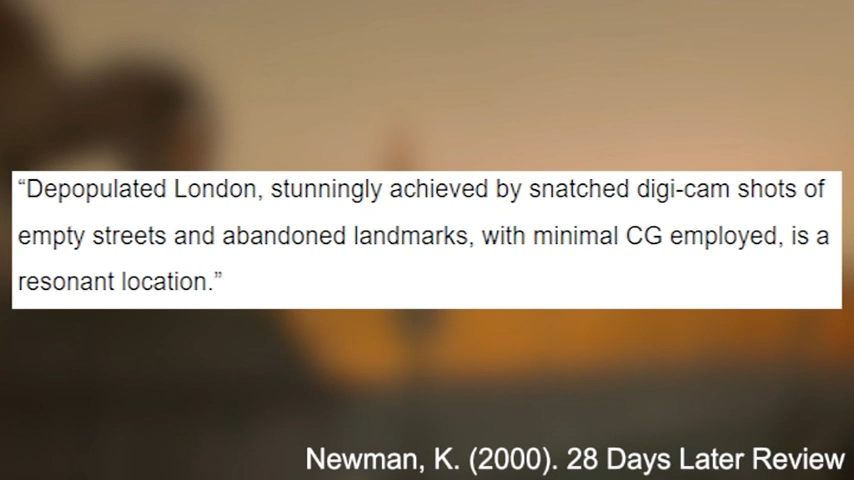 “Depopulated London, stunningly achieved by snatched digi-cam shots of
empty streets and abandoned landmarks, with minimal CG employed, is a
resonant location.”
Newman, K. (2000). 28 Days Later Review